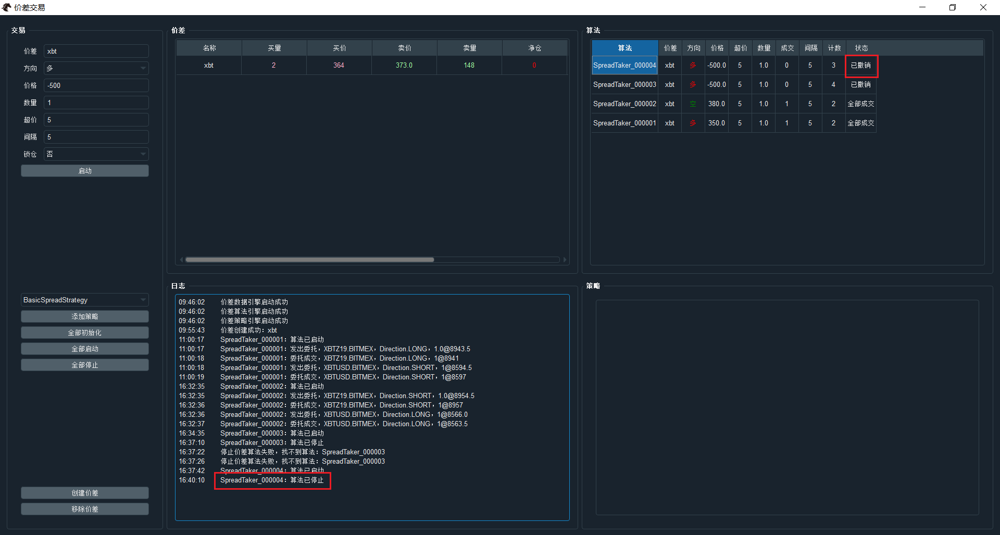 价差交易
交易
价差 xbt
方向 多
价格 -500
数量 1
超价 5
间隔 5
锁仓 否
启动
BasicSpreadStrategy
添加策略
全部初始化
全部启动
全部停止
创建价差
移除价差
价差
名称 买量 买价 卖价 卖量 净仓
xbt 2 364 373.0 148 0
算法
算法 价差 方向 价格 超价 数量 成交 间隔 计数 状态
SpreadTaker_000004 xbt 多 -500.0 5 1.0 0 5 3 已撤销
SpreadTaker_000003 xbt 多 -500.0 5 1.0 0 5 4 已撤销
SpreadTaker_000002 xbt 空 380.0 5 1.0 1 5 2 全部成交
SpreadTaker_000001 xbt 多 350.0 5 1.0 1 5 2 全部成交
日志
09:46:02 价差数据引擎启动成功
09:46:02 价差算法引擎启动成功
09:46:02 价差策略引擎启动成功
09:55:43 价差创建成功：xbt
11:00:17 SpreadTaker_000001：算法已启动
11:00:17 SpreadTaker_000001：发出委托，XBTZ19.BITMEX，Direction.LONG，1.0@8943.5
11:00:18 SpreadTaker_000001：委托成交，XBTZ19.BITMEX，Direction.LONG，1@8941
11:00:18 SpreadTaker_000001：发出委托，XBTUSD.BITMEX，Direction.SHORT，1@8594.5
11:00:19 SpreadTaker_000001：委托成交，XBTUSD.BITMEX，Direction.SHORT，1@8597
16:32:35 SpreadTaker_000002：算法已启动
16:32:35 SpreadTaker_000002：发出委托，XBTZ19.BITMEX，Direction.SHORT，1.0@8954.5
16:32:36 SpreadTaker_000002：委托成交，XBTZ19.BITMEX，Direction.SHORT，1@8957
16:32:36 SpreadTaker_000002：发出委托，XBTUSD.BITMEX，Direction.LONG，1@8566.0
16:32:37 SpreadTaker_000002：委托成交，XBTUSD.BITMEX，Direction.LONG，1@8563.5
16:34:35 SpreadTaker_000003：算法已启动
16:37:10 SpreadTaker_000003：算法已停止
16:37:22 停止价差算法失败，找不到算法：SpreadTaker_000003
16:37:26 停止价差算法失败，找不到算法：SpreadTaker_000003
16:37:42 SpreadTaker_000004：算法已启动
16:40:10 SpreadTaker_000004：算法已停止
策略